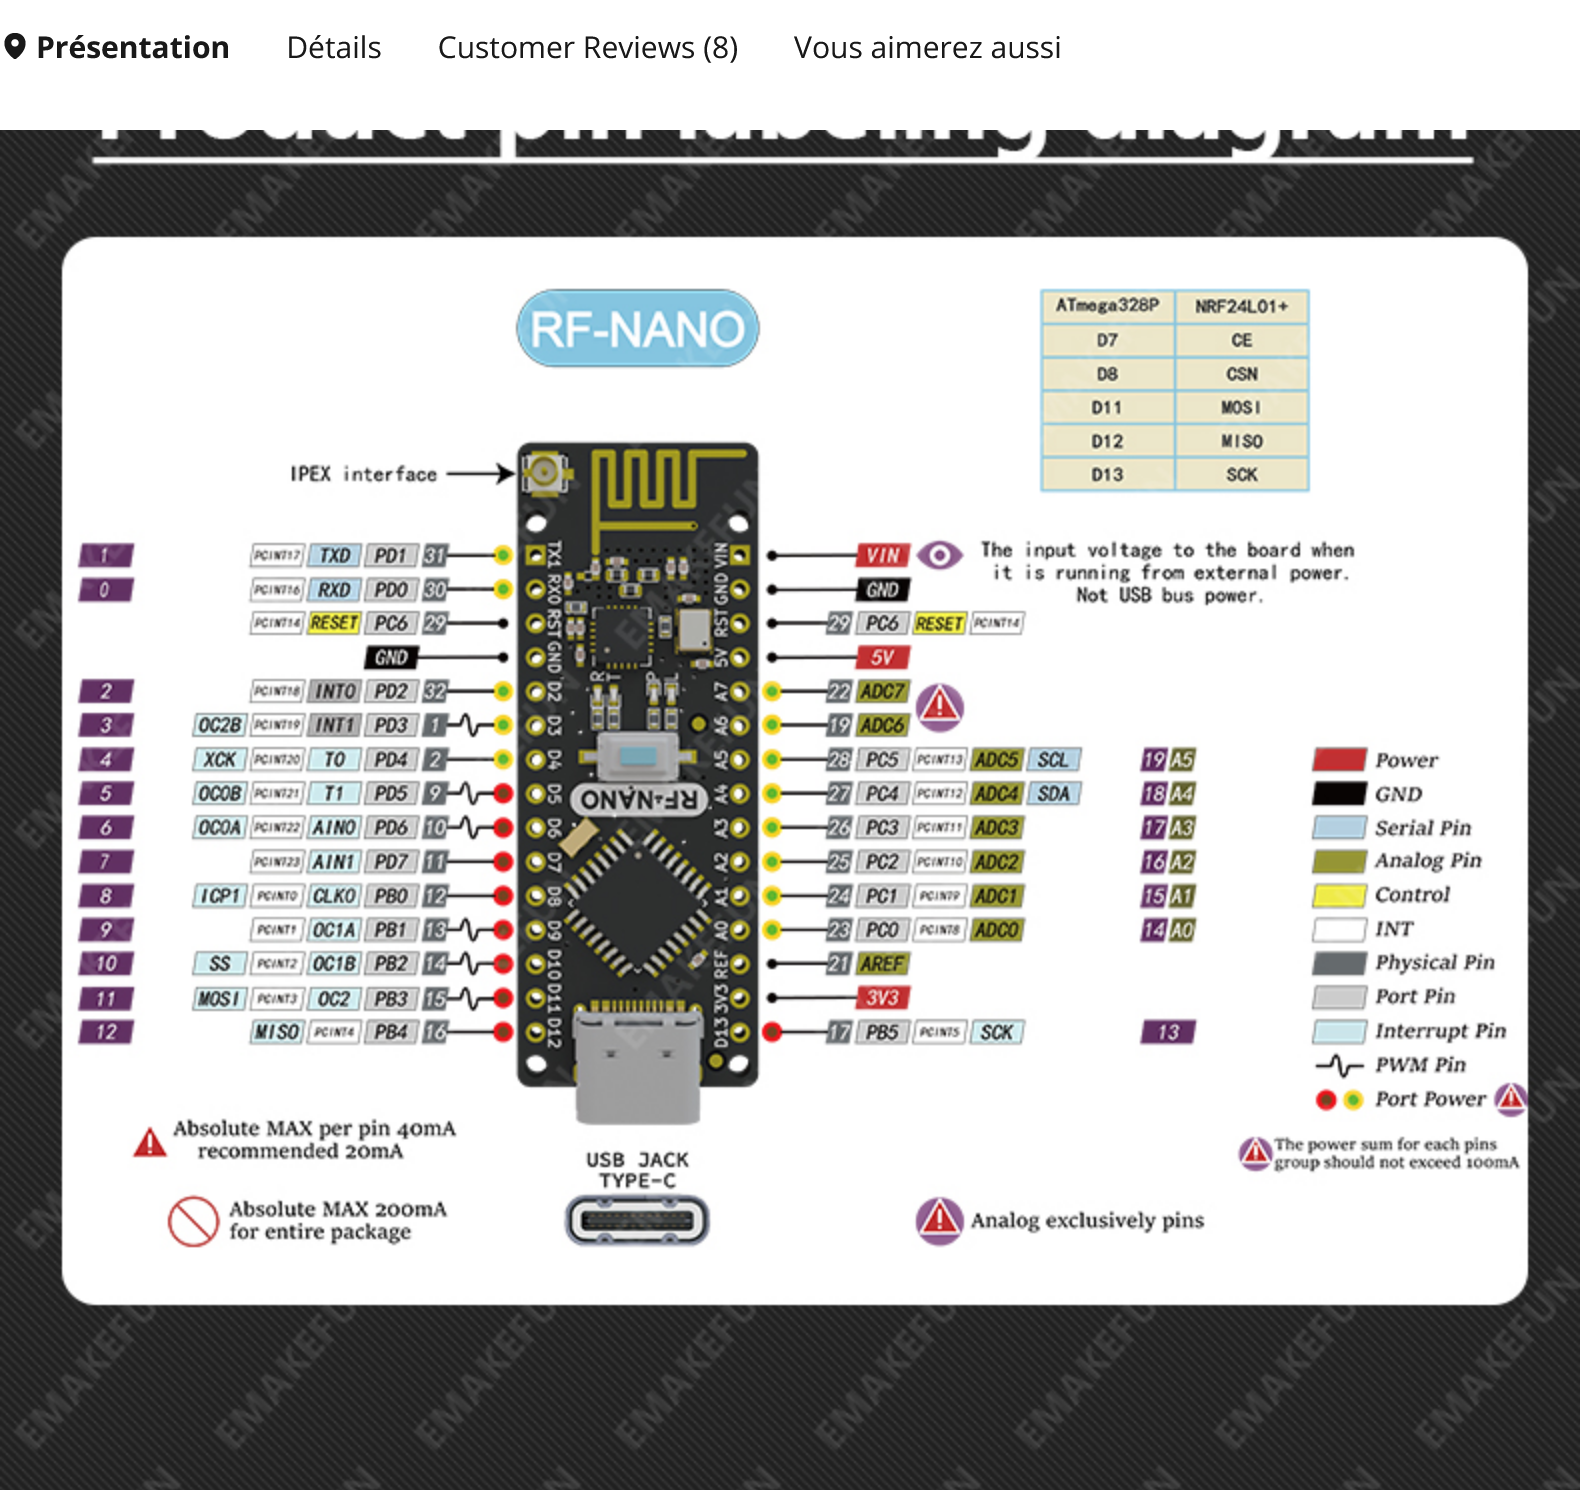 Présentation Détails Customer Reviews (8) Vous aimerez aussi
Product pin labeling diagram
RF-NANO
ATmega328P NRF24L01+
D7 CE
D8 CSN
D11 MOSI
D12 MISO
D13 SCK
IPEX interface
1 PCINT17 TXD PD1 31
0 PCINT16 RXD PD0 30
PCINT14 RESET PC6 29
GND
2 PCINT18 INT0 PD2 32
3 OC2B PCINT19 INT1 PD3 1
4 XCK PCINT20 T0 PD4 2
5 OC0B PCINT21 T1 PD5 9
6 OC0A PCINT22 AIN0 PD6 10
7 PCINT23 AIN1 PD7 11
8 ICP1 PCINT0 CLKO PB0 12
9 PCINT1 OC1A PB1 13
10 SS PCINT2 OC1B PB2 14
11 MOSI PCINT3 OC2 PB3 15
12 MISO PCINT4 PB4 16
TX1 VIN
RX0 GND
RST RST
GND 5V
D2 A7
D3 A6
D4 A5
D5 A4
D6 A3
D7 A2
D8 A1
D9 A0
D10 REF
D11 3V3
D12 D13
RF-NANO
VIN
GND
29 PC6 RESET PCINT14
5V
22 ADC7
19 ADC6
28 PC5 PCINT13 ADC5 SCL 19 A5
27 PC4 PCINT12 ADC4 SDA 18 A4
26 PC3 PCINT11 ADC3 17 A3
25 PC2 PCINT10 ADC2 16 A2
24 PC1 PCINT9 ADC1 15 A1
23 PC0 PCINT8 ADC0 14 A0
21 AREF
3V3
17 PB5 PCINT5 SCK 13
The input voltage to the board when
it is running from external power.
Not USB bus power.
Power
GND
Serial Pin
Analog Pin
Control
INT
Physical Pin
Port Pin
Interrupt Pin
PWM Pin
Port Power
The power sum for each pins
group should not exceed 100mA
Absolute MAX per pin 40mA
recommended 20mA
Absolute MAX 200mA
for entire package
USB JACK
TYPE-C
Analog exclusively pins
EMAKEFUN